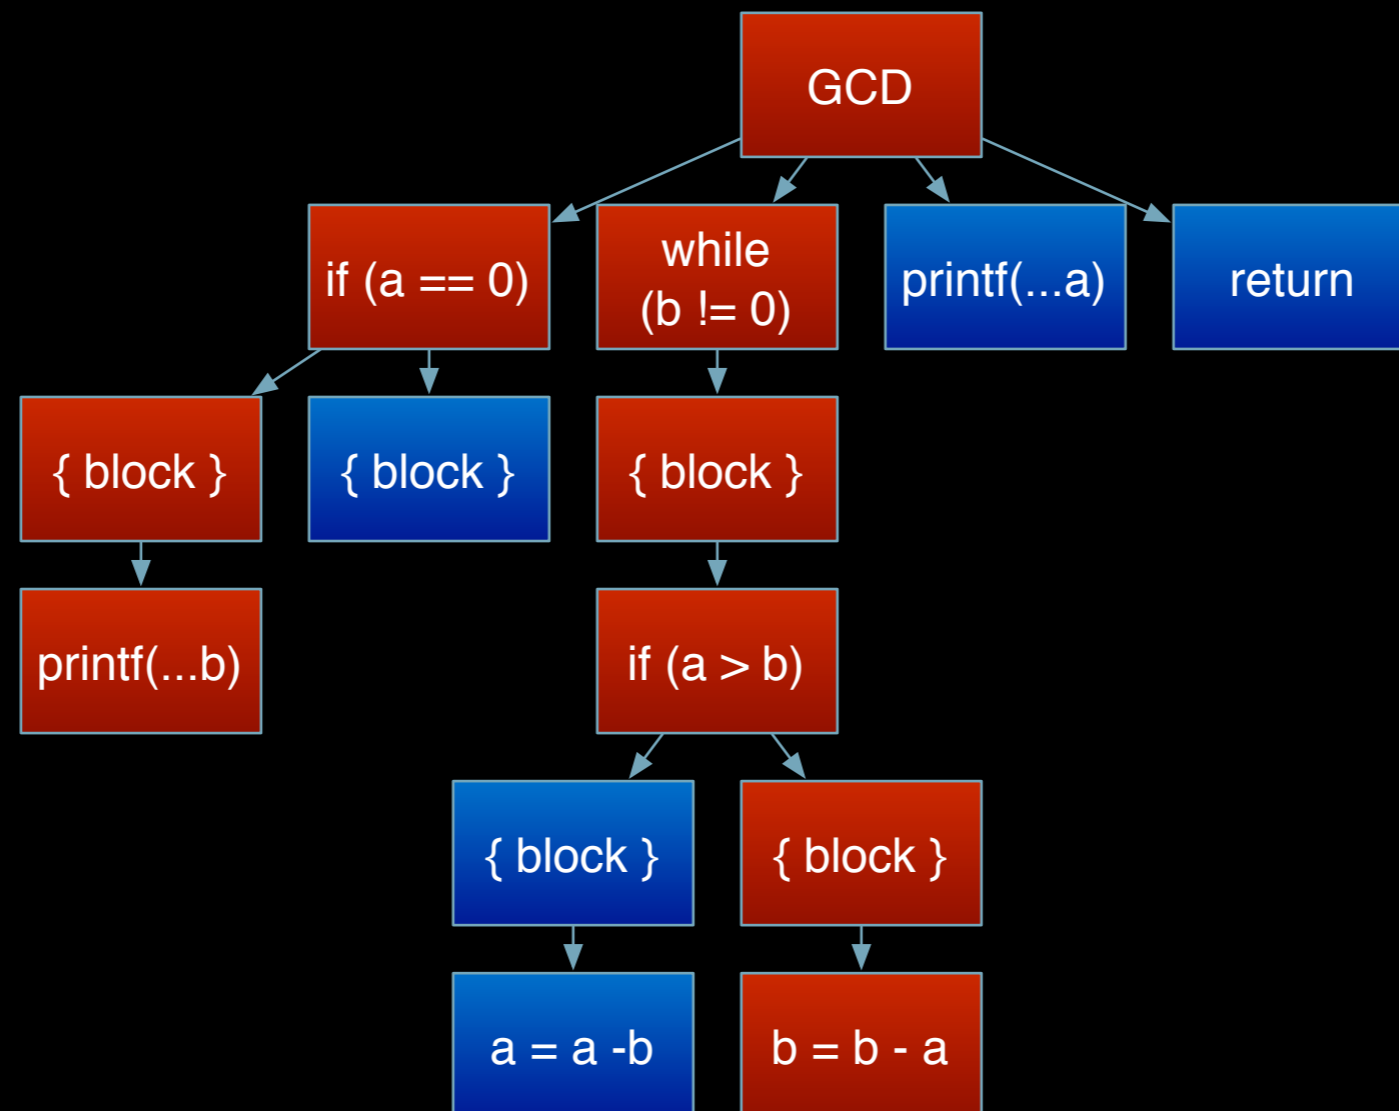 GCD
if (a == 0)
while
(b != 0)
printf(...a)
return
{ block }
{ block }
{ block }
printf(...b)
if (a > b)
{ block }
{ block }
a = a -b
b = b - a